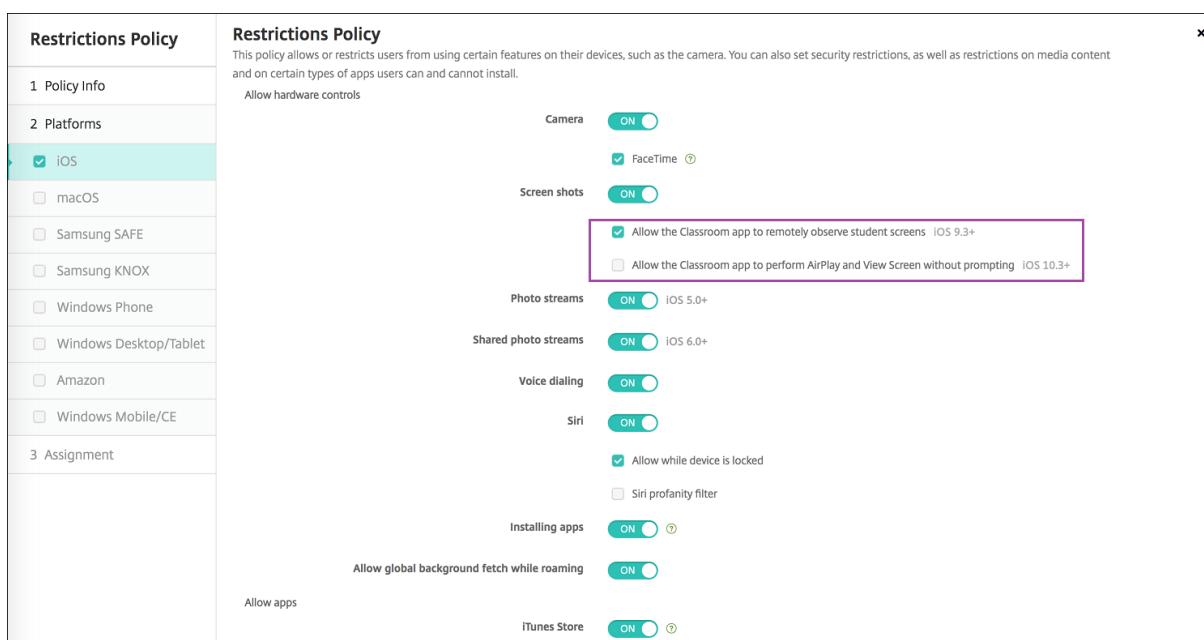 Restrictions Policy
1 Policy Info
2 Platforms
iOS
macOS
Samsung SAFE
Samsung KNOX
Windows Phone
Windows Desktop/Tablet
Amazon
Windows Mobile/CE
3 Assignment
Restrictions Policy
This policy allows or restricts users from using certain features on their devices, such as the camera. You can also set security restrictions, as well as restrictions on media content
and on certain types of apps users can and cannot install.
Allow hardware controls
Camera ON
FaceTime ?
Screen shots ON
Allow the Classroom app to remotely observe student screens iOS 9.3+
Allow the Classroom app to perform AirPlay and View Screen without prompting iOS 10.3+
Photo streams ON iOS 5.0+
Shared photo streams ON iOS 6.0+
Voice dialing ON
Siri ON
Allow while device is locked
Siri profanity filter
Installing apps ON ?
Allow global background fetch while roaming ON
Allow apps
iTunes Store ON ?